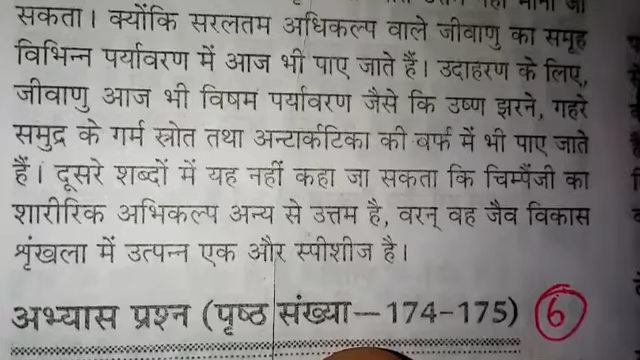 सकता। क्योंकि सरलतम अधिकल्प वाले जीवाणु का समूह
विभिन्न पर्यावरण में आज भी पाए जाते हैं। उदाहरण के लिए,
जीवाणु आज भी विषम पर्यावरण जैसे कि उष्ण झरने, गहरे
समुद्र के गर्म स्त्रोत तथा अन्टार्कटिका की बर्फ में भी पाए जाते
हैं। दूसरे शब्दों में यह नहीं कहा जा सकता कि चिम्पैंजी का
शारीरिक अभिकल्प अन्य से उत्तम है, वरन् वह जैव विकास
शृंखला में उत्पन्न एक और स्पीशीज है।
अभ्यास प्रश्न (पृष्ठ संख्या—174-175) 6